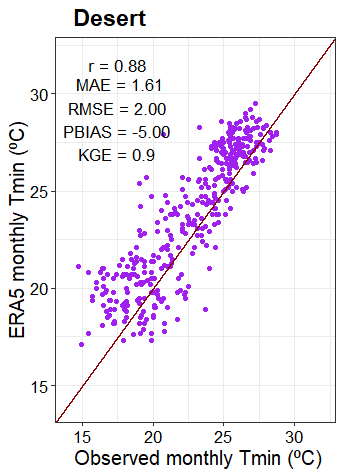 Desert
r = 0.88
MAE = 1.61
RMSE = 2.00
PBIAS = -5.00
KGE = 0.9
ERA5 monthly Tmin (ºC)
30
25
20
15
15 20 25 30
Observed monthly Tmin (ºC)